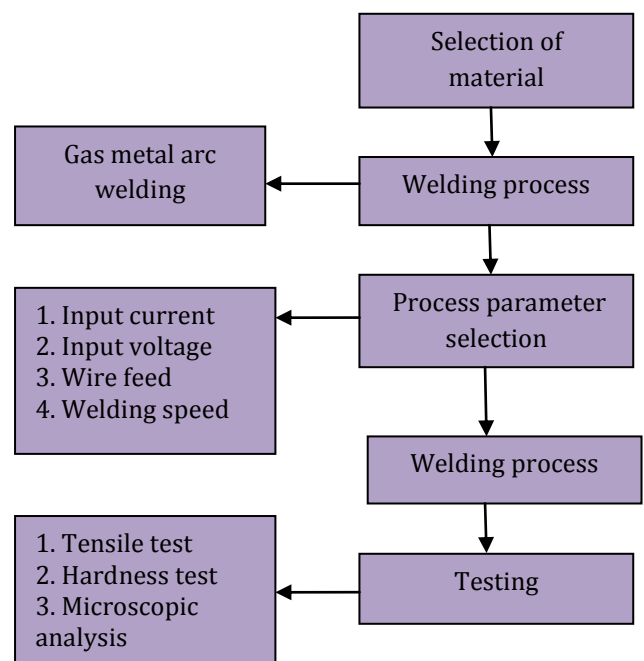 Selection of
material
Gas metal arc
welding
Welding process
1. Input current
2. Input voltage
3. Wire feed
4. Welding speed
Process parameter
selection
Welding process
1. Tensile test
2. Hardness test
3. Microscopic
analysis
Testing